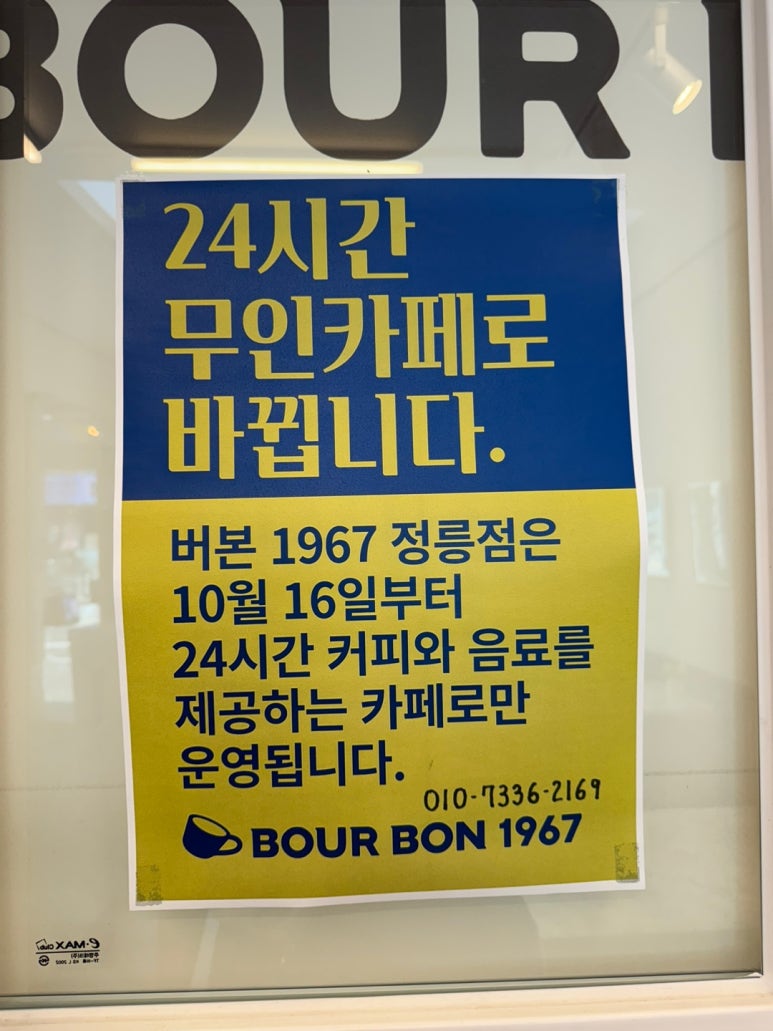 BOUR
24시간
무인카페로
바뀝니다.
버본 1967 정릉점은
10월 16일부터
24시간 커피와 음료를
제공하는 카페로만
운영됩니다.
010-7336-2169
BOUR BON 1967
e·MAX club